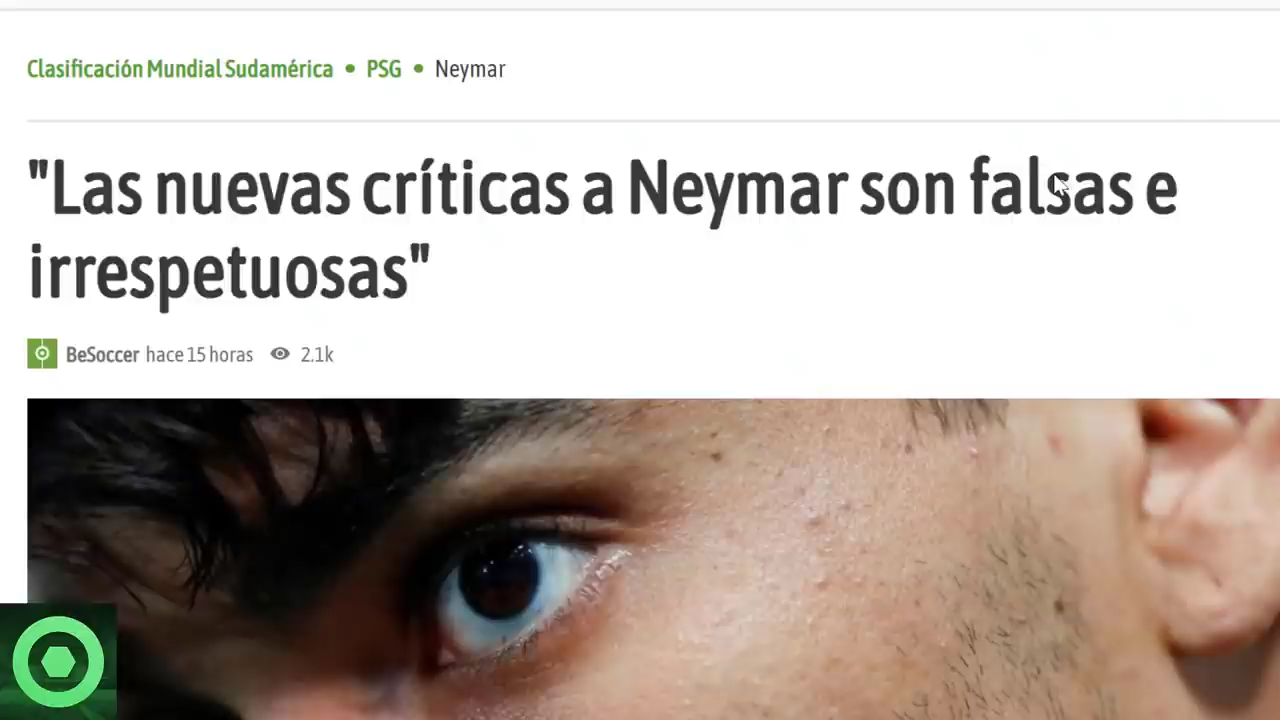 Clasificación Mundial Sudamérica • PSG • Neymar
"Las nuevas críticas a Neymar son falsas e
irrespetuosas"
BeSoccer hace 15 horas 2.1k